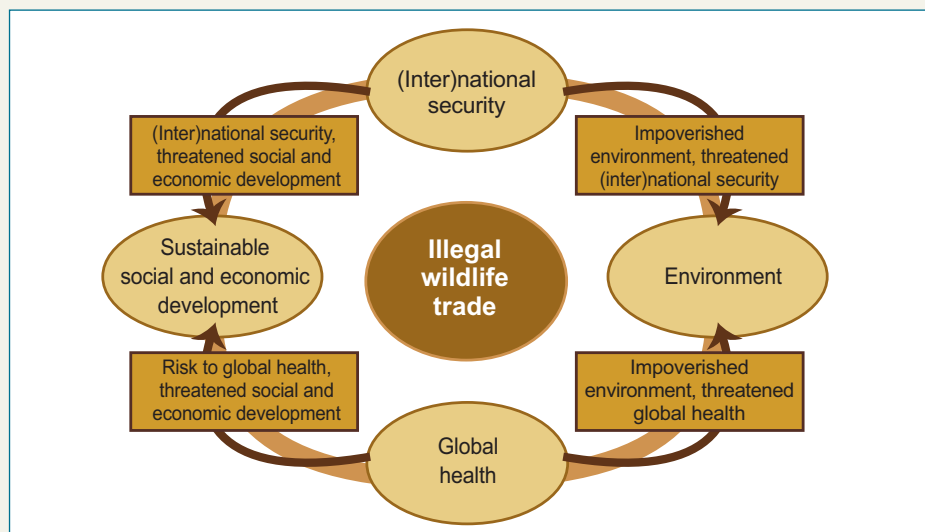 (Inter)national
security
(Inter)national security,
threatened social and
economic development
Impoverished
environment, threatened
(inter)national security
Sustainable
social and economic
development
Illegal
wildlife
trade
Environment
Risk to global health,
threatened social and
economic development
Impoverished
environment, threatened
global health
Global
health